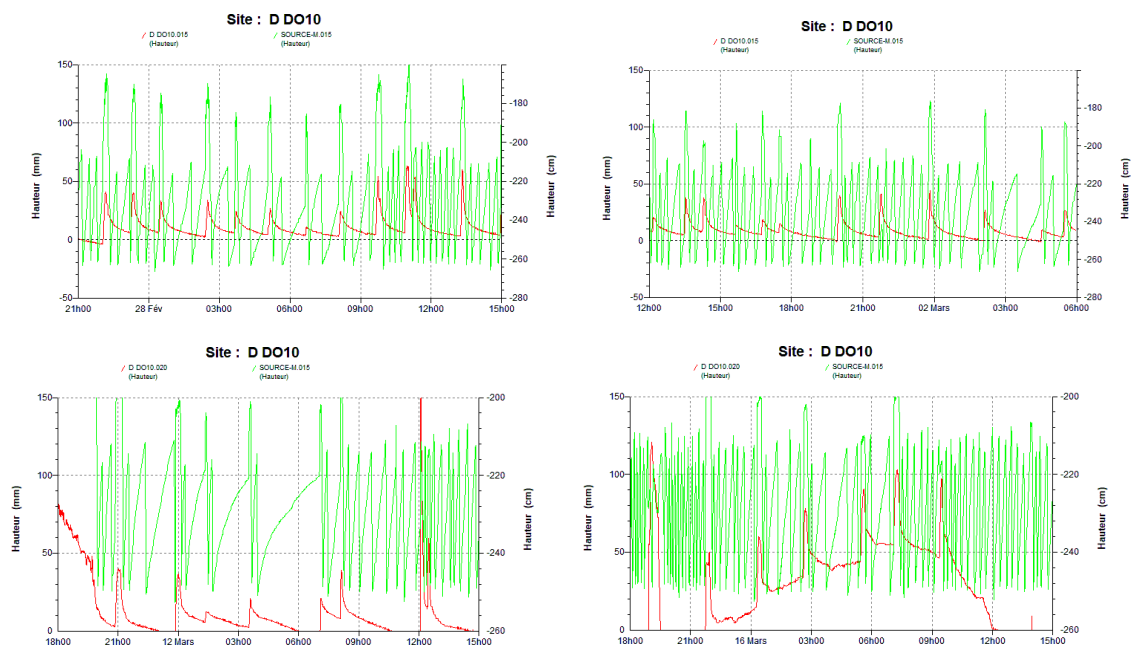 Site : D DO10
D DO10.015 SOURCE-M.015
(Hauteur) (Hauteur)
Hauteur (mm)
150
100
50
0
-50
Hauteur (cm)
-180
-200
-220
-240
-260
-280
21h00 28 Fév 03h00 06h00 09h00 12h00 15h00
Site : D DO10
D DO10.015 SOURCE-M.015
(Hauteur) (Hauteur)
Hauteur (mm)
150
100
50
0
-50
Hauteur (cm)
-180
-200
-220
-240
-260
-280
12h00 15h00 18h00 21h00 02 Mars 03h00 06h00
Site : D DO10
D DO10.020 SOURCE-M.015
(Hauteur) (Hauteur)
Hauteur (mm)
150
100
50
0
Hauteur (cm)
-200
-220
-240
-260
18h00 21h00 12 Mars 03h00 06h00 09h00 12h00 15h00
Site : D DO10
D DO10.020 SOURCE-M.015
(Hauteur) (Hauteur)
Hauteur (mm)
150
100
50
0
Hauteur (cm)
-200
-220
-240
-260
18h00 21h00 16 Mars 03h00 06h00 09h00 12h00 15h00